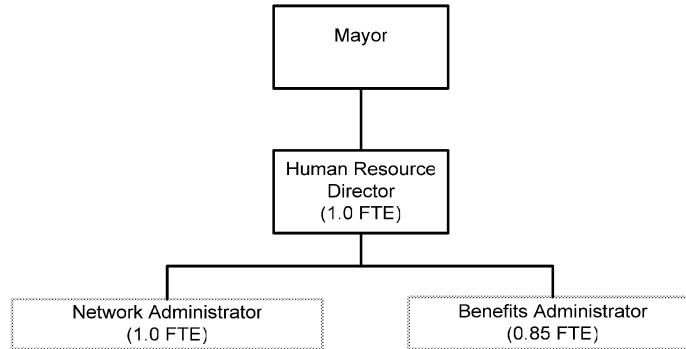 Mayor
Human Resource
Director
(1.0 FTE)
Network Administrator
(1.0 FTE)
Benefits Administrator
(0.85 FTE)